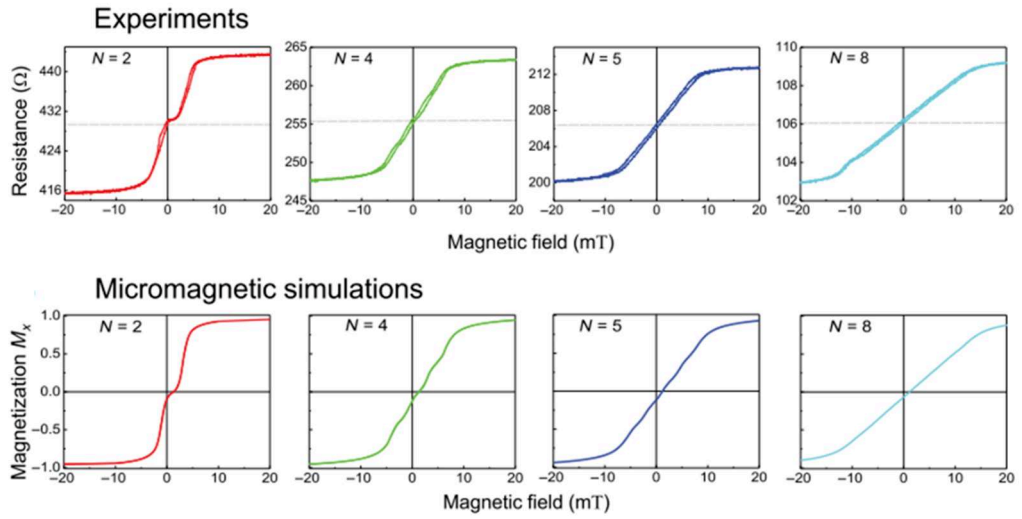 Experiments
Resistance (Ω)
440
428
424
416
N = 2
–20 –10 0 10 20
265
260
255
250
245
N = 4
–20 –10 0 10 20
212
208
204
200
N = 5
–20 –10 0 10 20
110
108
106
104
102
N = 8
–20 –10 0 10 20
Magnetic field (mT)
Micromagnetic simulations
Magnetization Mx
1.0
0.5
0.0
–0.5
–1.0
N = 2
–20 –10 0 10 20
N = 4
–20 –10 0 10 20
N = 5
–20 –10 0 10 20
N = 8
–20 –10 0 10 20
Magnetic field (mT)